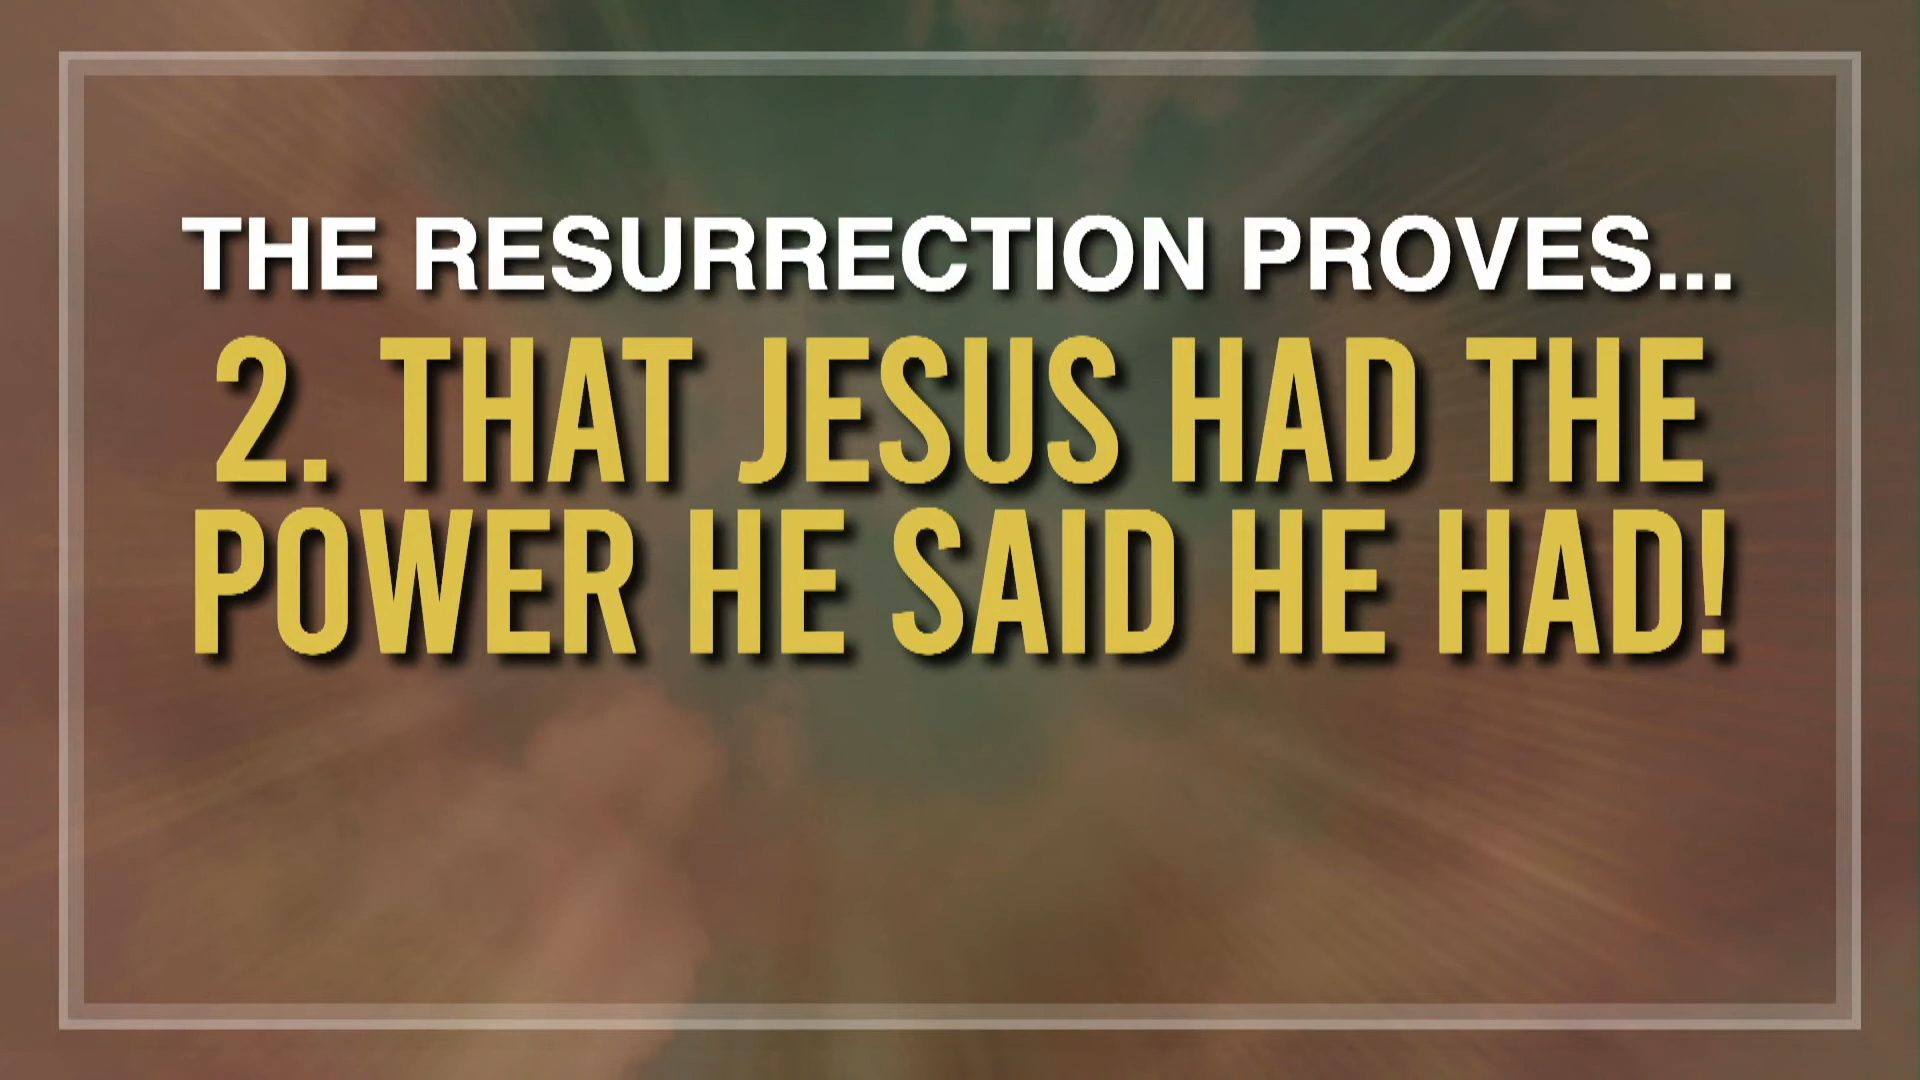 THE RESURRECTION PROVES...
2. THAT JESUS HAD THE
POWER HE SAID HE HAD!